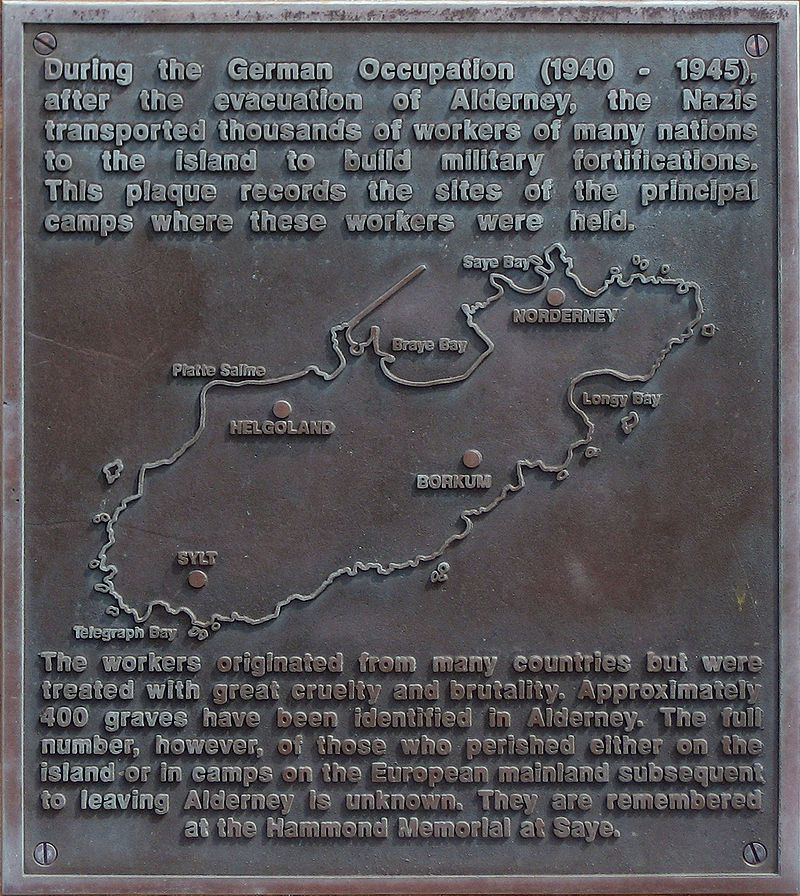 During the German Occupation (1940 - 1945),
after the evacuation of Alderney, the Nazis
transported thousands of workers of many nations
to the island to build military fortifications.
This plaque records the sites of the principal
camps where these workers were held.
Saye Bay
NORDERNEY
Braye Bay
Platte Saline
Longy Bay
HELGOLAND
BORKUM
SYLT
Telegraph Bay
The workers originated from many countries but were
treated with great cruelty and brutality. Approximately
400 graves have been identified in Alderney. The full
number, however, of those who perished either on the
island or in camps on the European mainland subsequent
to leaving Alderney is unknown. They are remembered
at the Hammond Memorial at Saye.